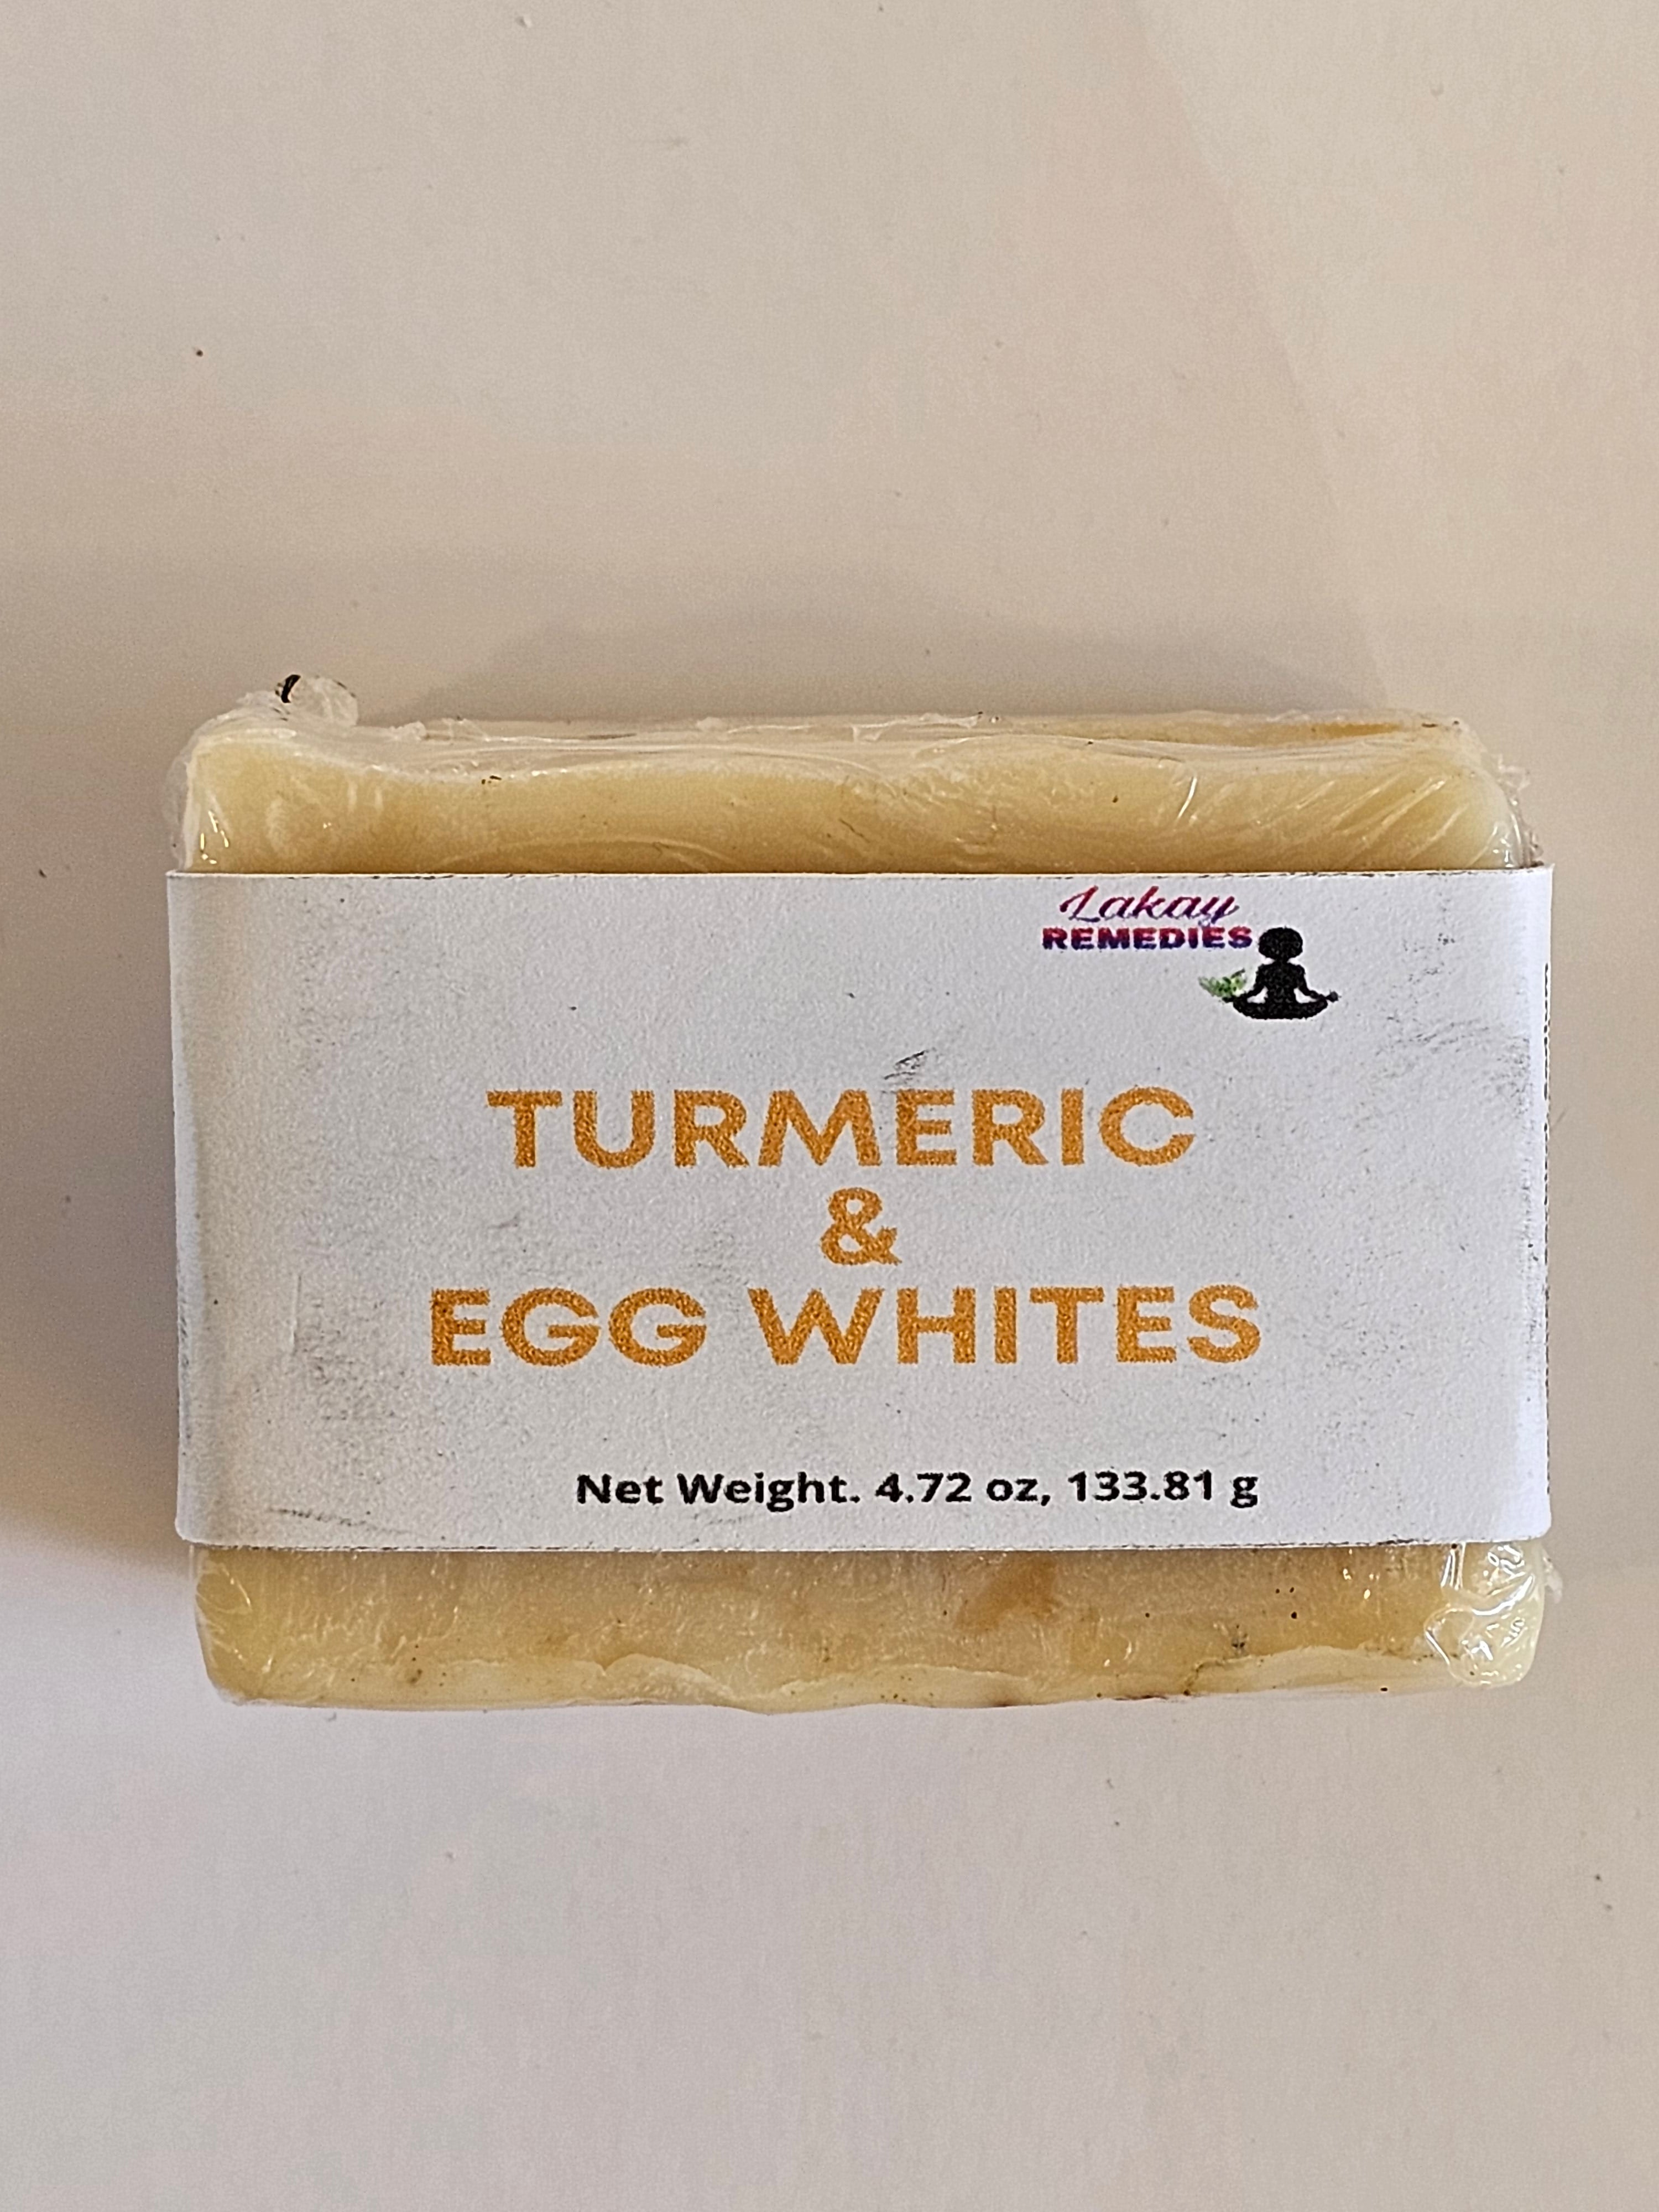 Lakay
REMEDIES
TURMERIC
&
EGG WHITES
Net Weight. 4.72 oz, 133.81 g